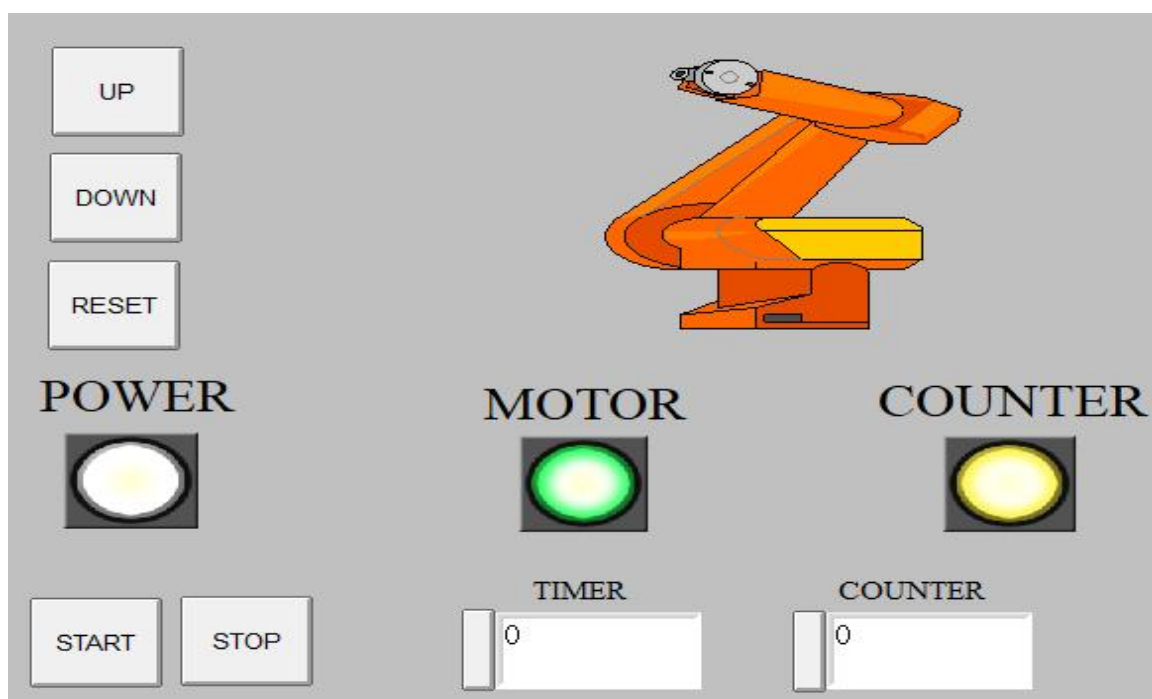 UP
DOWN
RESET
POWER
MOTOR
COUNTER
TIMER
COUNTER
START
STOP
0
0